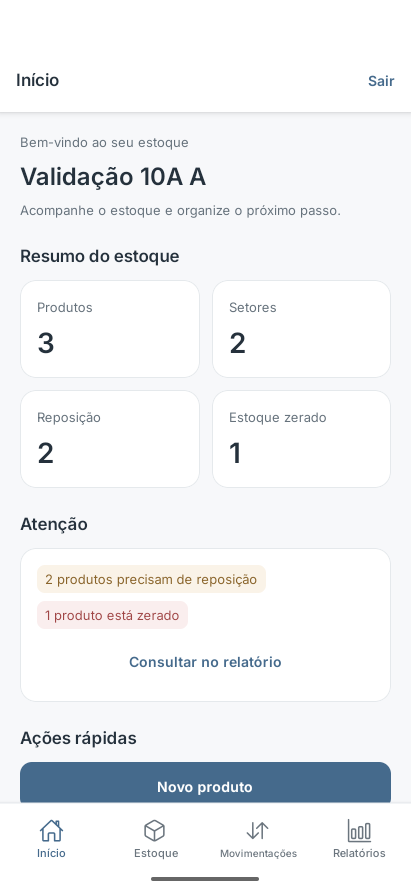 Início
Sair
Bem-vindo ao seu estoque
Validação 10A A
Acompanhe o estoque e organize o próximo passo.
Resumo do estoque
Produtos
3
Setores
2
Reposição
2
Estoque zerado
1
Atenção
2 produtos precisam de reposição
1 produto está zerado
Consultar no relatório
Ações rápidas
Novo produto
Início
Estoque
Movimentações
Relatórios